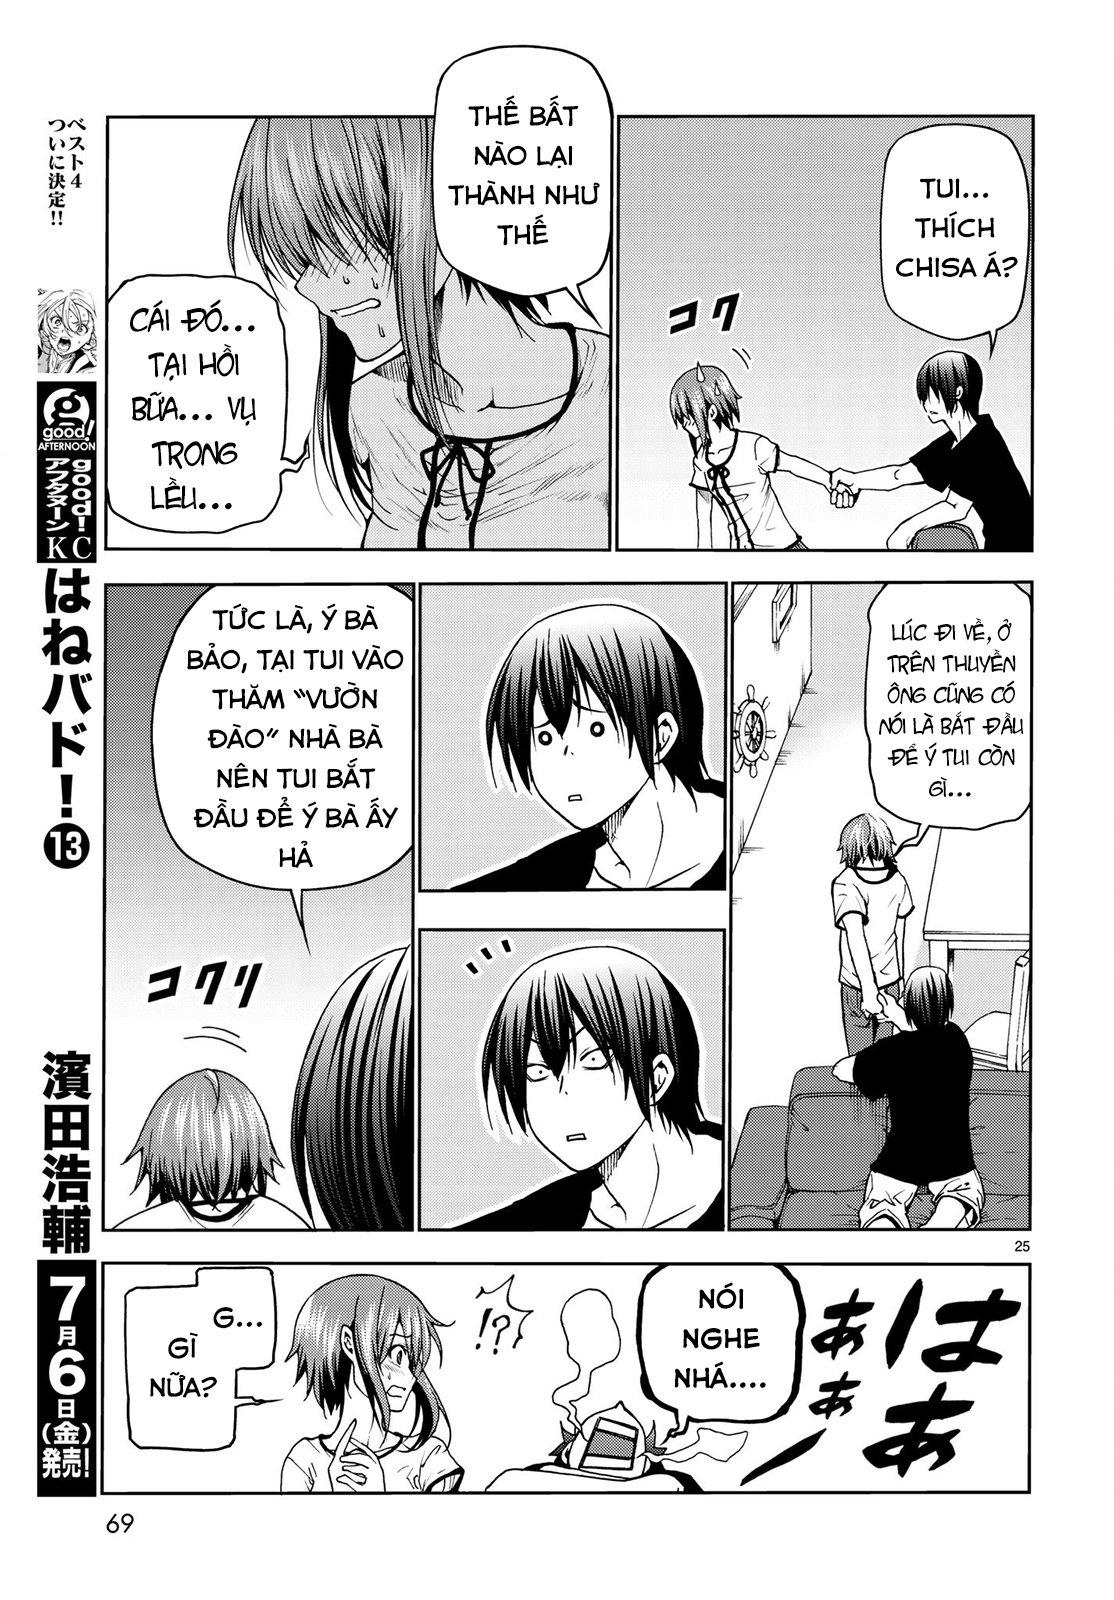 TUI...
THÍCH
CHISA Á?
コク
THẾ BẤT
NÀO LẠI
THÀNH NHƯ
THẾ
CÁI ĐÓ...
TẠI HỒI
BỮA... VỤ
TRONG
LỀU...
LÚC ĐI VỀ, Ở
TRÊN THUYỀN
ÔNG CŨNG CÓ
NÓI LÀ BẮT ĐẦU
ĐỂ Ý TUI CÒN
GÌ...
TỨC LÀ, Ý BÀ
BẢO, TẠI TUI VÀO
THĂM “VƯỜN
ĐÀO” NHÀ BÀ
NÊN TUI BẮT
ĐẦU ĐỂ Ý BÀ ẤY
HẢ
コクリ
25
はぁ
ぁぁぁー
NÓI
NGHE
NHÁ....
!?
G...
GÌ
NỮA?
69
ベスト4
ついに決定!!
good!
AFTERNOON
good!
アフタヌーン
KC
はねバド！⑬
濱田浩輔
7月6日(金)発売!